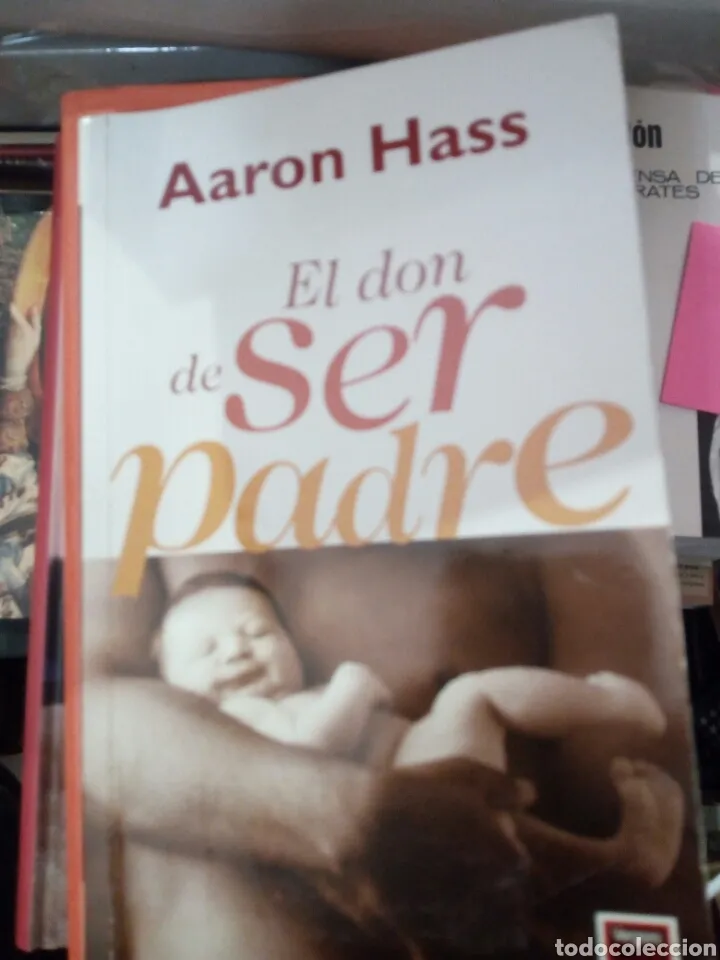 Aaron Hass
El don
de ser
padre
ón
NSA DE
RATES
todocoleccion